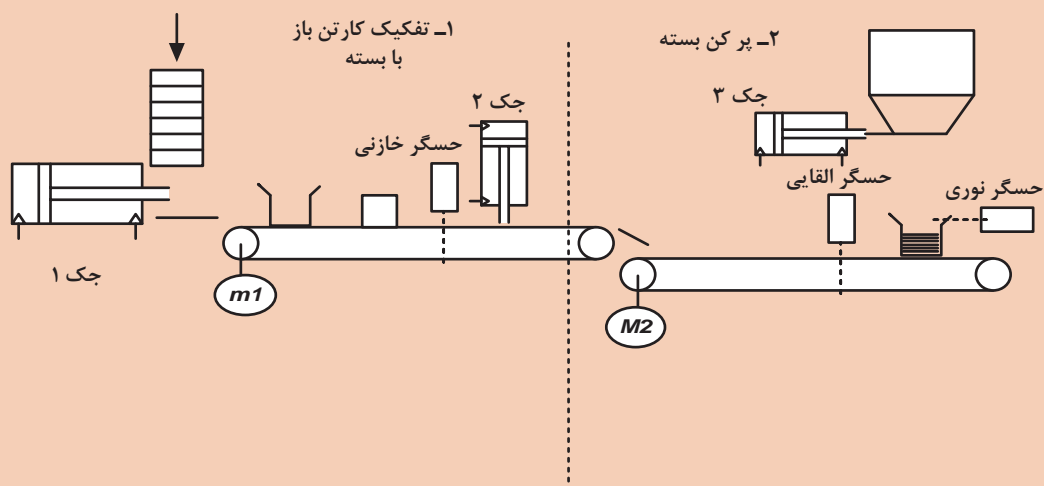 ۱ـ تفکیک کارتن باز
با بسته
جک ۲
حسگر خازنی
جک ۱
m1
۲ـ پر کن بسته
جک ۳
حسگر القایی
حسگر نوری
M2